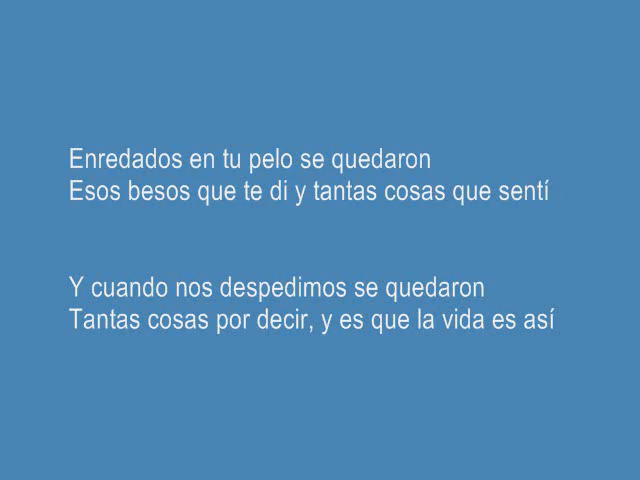 Enredados en tu pelo se quedaron
Esos besos que te di y tantas cosas que sentí
Y cuando nos despedimos se quedaron
Tantas cosas por decir, y es que la vida es así